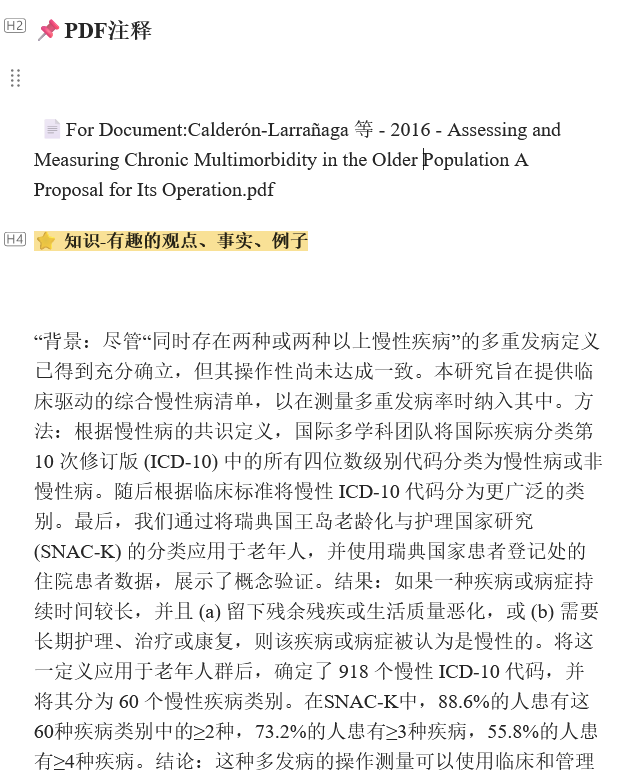 H2 📌 PDF注释
📄 For Document:Calderón-Larrañaga 等 - 2016 - Assessing and
Measuring Chronic Multimorbidity in the Older Population A
Proposal for Its Operation.pdf
H4 ⭐ 知识-有趣的观点、事实、例子
“背景：尽管“同时存在两种或两种以上慢性疾病”的多重发病定义
已得到充分确立，但其操作性尚未达成一致。本研究旨在提供临
床驱动的综合慢性病清单，以在测量多重发病率时纳入其中。方
法：根据慢性病的共识定义，国际多学科团队将国际疾病分类第
10 次修订版 (ICD-10) 中的所有四位数级别代码分类为慢性病或非
慢性病。随后根据临床标准将慢性 ICD-10 代码分为更广泛的类
别。最后，我们通过将瑞典国王岛老龄化与护理国家研究
(SNAC-K) 的分类应用于老年人，并使用瑞典国家患者登记处的
住院患者数据，展示了概念验证。结果：如果一种疾病或病症持
续时间较长，并且 (a) 留下残余残疾或生活质量恶化，或 (b) 需要
长期护理、治疗或康复，则该疾病或病症被认为是慢性的。将这
一定义应用于老年人群后，确定了 918 个慢性 ICD-10 代码，并
将其分为 60 个慢性疾病类别。在SNAC-K中，88.6%的人患有这
60种疾病类别中的≥2种，73.2%的人患有≥3种疾病，55.8%的人患
有≥4种疾病。结论：这种多发病的操作测量可以使用临床和管理